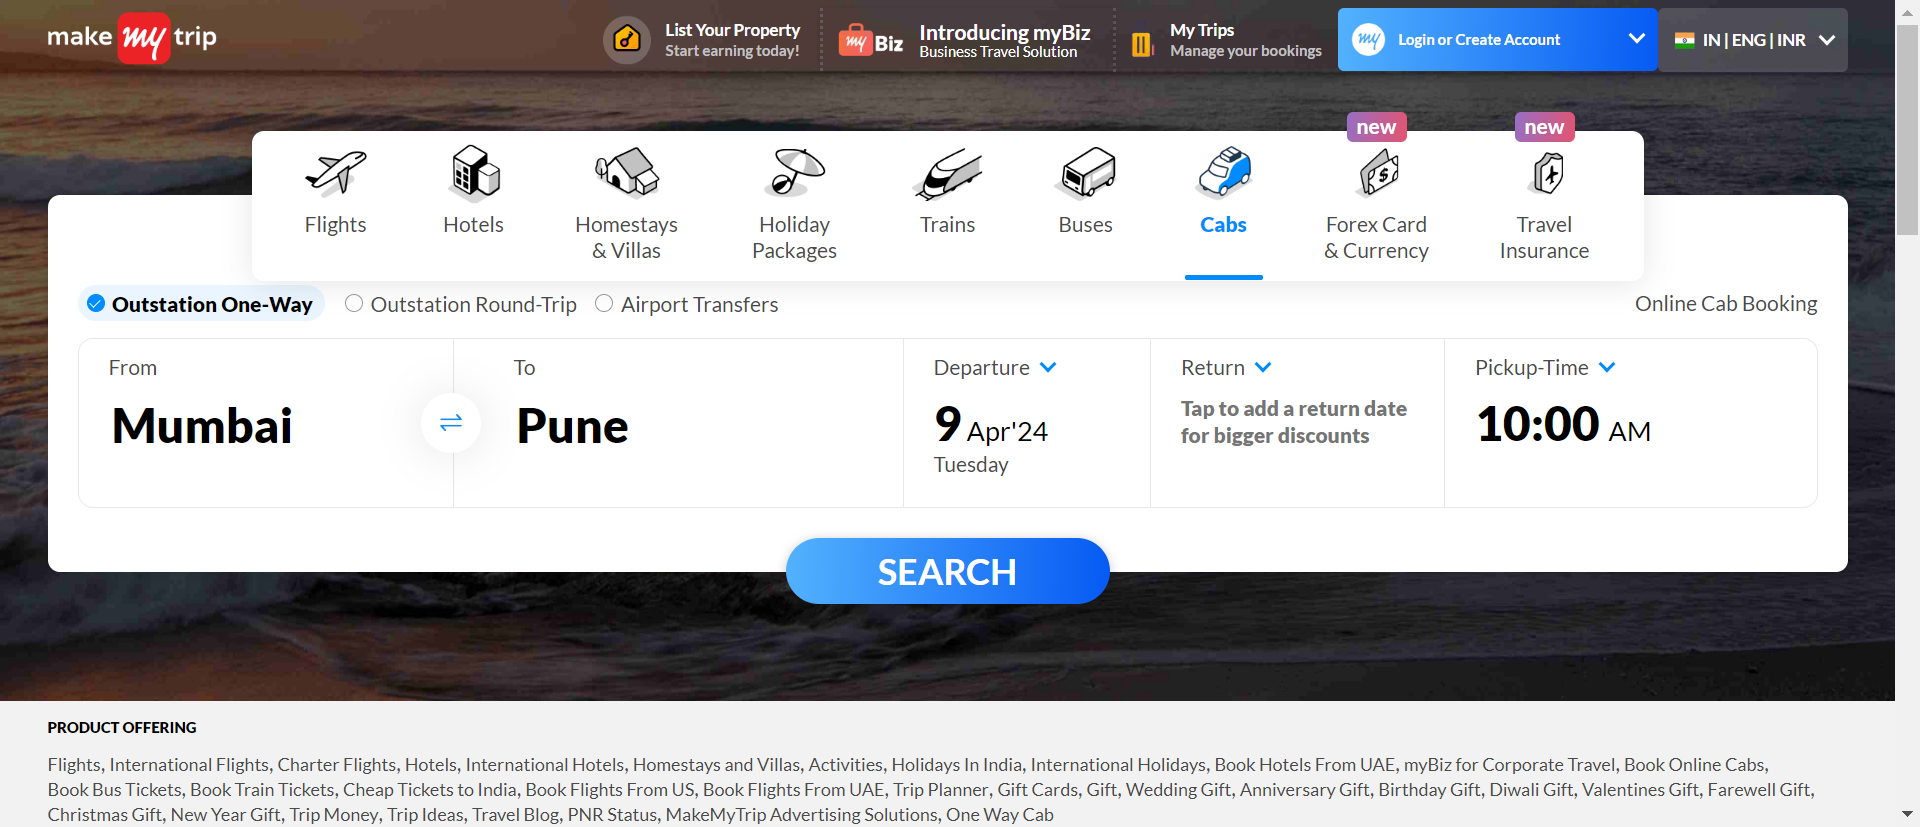 make my trip
List Your Property
Start earning today!
my Biz
Introducing myBiz
Business Travel Solution
My Trips
Manage your bookings
my
Login or Create Account
IN | ENG | INR
new
new
Flights
Hotels
Homestays
& Villas
Holiday
Packages
Trains
Buses
Cabs
Forex Card
& Currency
Travel
Insurance
Outstation One-Way
Outstation Round-Trip
Airport Transfers
Online Cab Booking
From
Mumbai
To
Pune
Departure
9 Apr'24
Tuesday
Return
Tap to add a return date
for bigger discounts
Pickup-Time
10:00 AM
SEARCH
PRODUCT OFFERING
Flights, International Flights, Charter Flights, Hotels, International Hotels, Homestays and Villas, Activities, Holidays In India, International Holidays, Book Hotels From UAE, myBiz for Corporate Travel, Book Online Cabs,
Book Bus Tickets, Book Train Tickets, Cheap Tickets to India, Book Flights From US, Book Flights From UAE, Trip Planner, Gift Cards, Gift, Wedding Gift, Anniversary Gift, Birthday Gift, Diwali Gift, Valentines Gift, Farewell Gift,
Christmas Gift, New Year Gift, Trip Money, Trip Ideas, Travel Blog, PNR Status, MakeMyTrip Advertising Solutions, One Way Cab